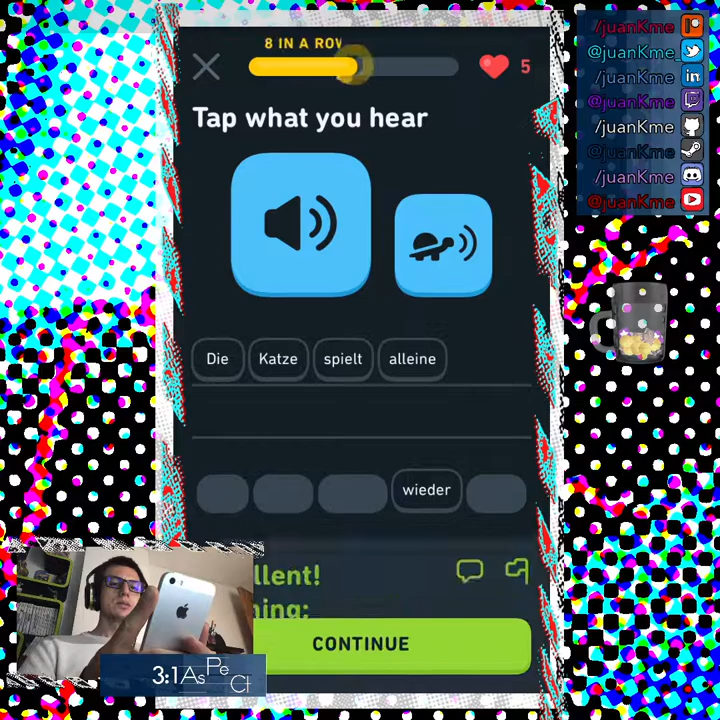 8 IN A ROW
5
Tap what you hear
Die Katze spielt alleine
wieder
llent!
ning:
CONTINUE
3:1 AsPeCt
/juanKme
@juanKme_
/juanKme
@juanKme
/juanKme
@juanKme
/juanKme
/juanKme